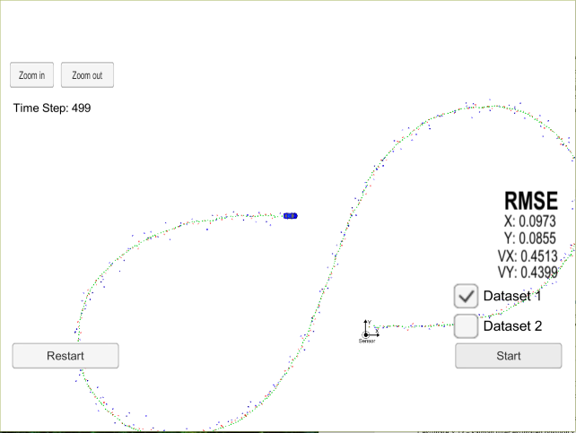 Zoom in
Zoom out
Time Step: 499
RMSE
X: 0.0973
Y: 0.0855
VX: 0.4513
VY: 0.4399
Dataset 1
Dataset 2
Y
X
Sensor
Restart
Start